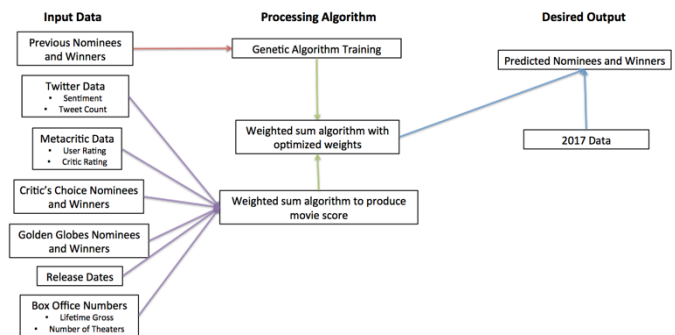 Input Data
Processing Algorithm
Desired Output
Previous Nominees
and Winners
Genetic Algorithm Training
Predicted Nominees and Winners
Twitter Data
• Sentiment
• Tweet Count
Metacritic Data
• User Rating
• Critic Rating
Weighted sum algorithm with
optimized weights
2017 Data
Critic's Choice Nominees
and Winners
Weighted sum algorithm to produce
movie score
Golden Globes Nominees
and Winners
Release Dates
Box Office Numbers
• Lifetime Gross
• Number of Theaters